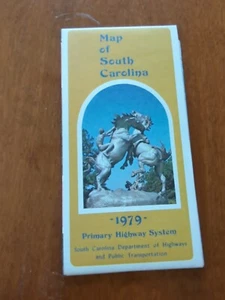 Map
of
South
Carolina
-1979-
Primary Highway System
South Carolina Department of Highways
and Public Transportation